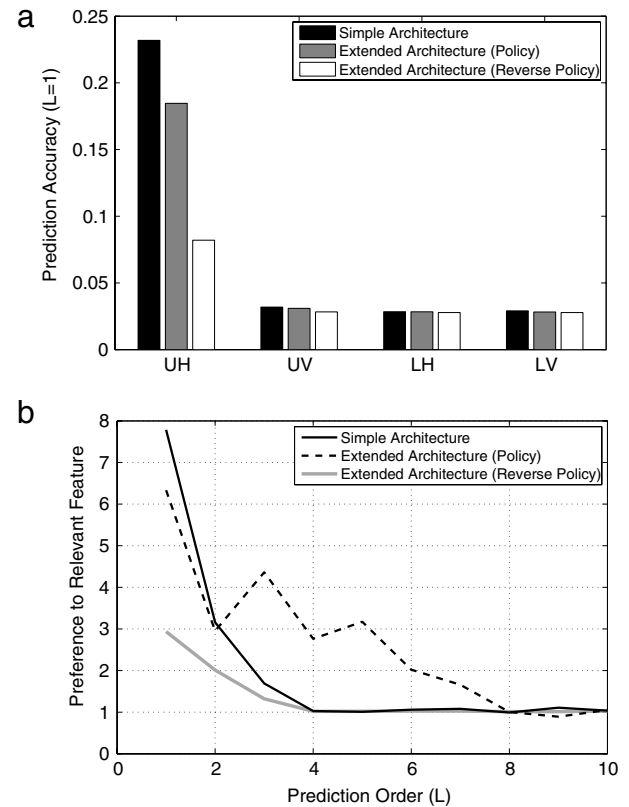 a
Prediction Accuracy (L=1)
0.25
0.2
0.15
0.1
0.05
0
Simple Architecture
Extended Architecture (Policy)
Extended Architecture (Reverse Policy)
UH UV LH LV
b
Preference to Relevant Feature
8
7
6
5
4
3
2
1
0
Simple Architecture
Extended Architecture (Policy)
Extended Architecture (Reverse Policy)
0 2 4 6 8 10
Prediction Order (L)